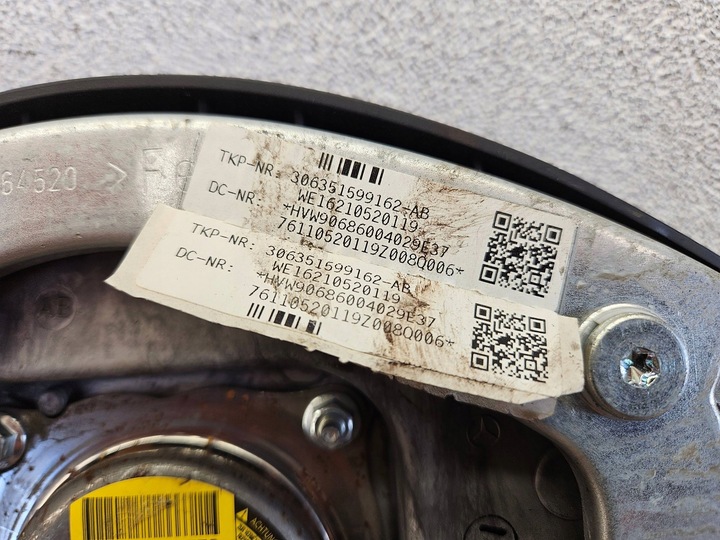 64520 >
TKP-NR: 306351599162-AB
DC-NR: WE16210520119
*HVW90686004029E37
76110520119Z008Q006*
TKP-NR: 306351599162-AB
DC-NR: WE16210520119
*HVW90686004029E37
76110520119Z008Q006*
ACHTUNG